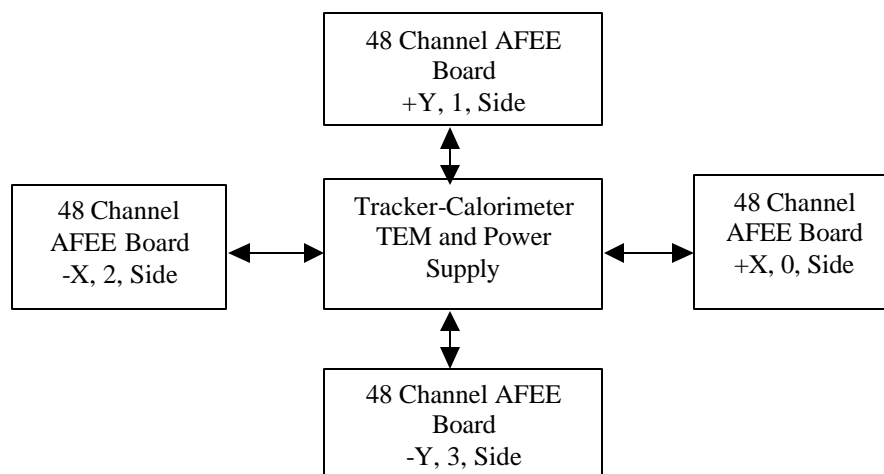 48 Channel AFEE
Board
+Y, 1, Side
48 Channel
AFEE Board
-X, 2, Side
Tracker-Calorimeter
TEM and Power
Supply
48 Channel
AFEE Board
+X, 0, Side
48 Channel AFEE
Board
-Y, 3, Side